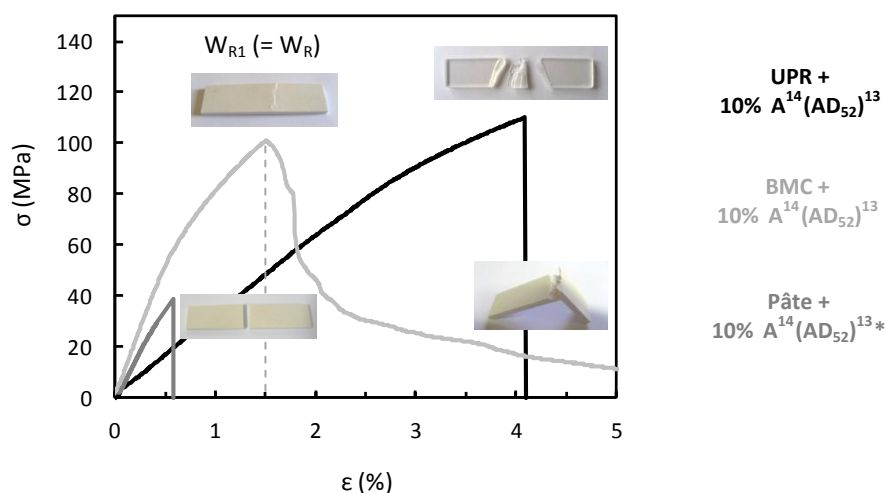 140
120
100
80
60
40
20
0
σ (MPa)
W_R1 (= W_R)
0 1 2 3 4 5
ε (%)
UPR +
10% A^14(AD_52)^13
BMC +
10% A^14(AD_52)^13
Pâte +
10% A^14(AD_52)^13*